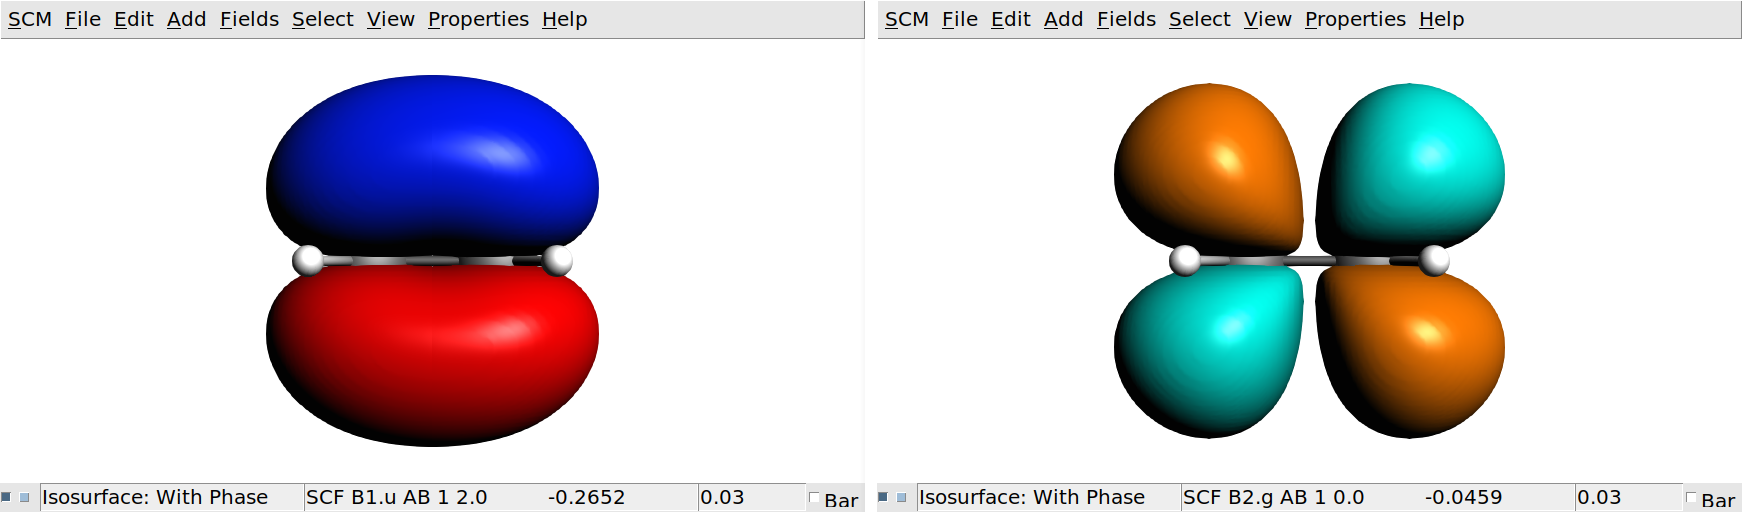 SCM File Edit Add Fields Select View Properties Help
SCM File Edit Add Fields Select View Properties Help
Isosurface: With Phase SCF B1.u AB 1 2.0 -0.2652 0.03 Bar
Isosurface: With Phase SCF B2.g AB 1 0.0 -0.0459 0.03 Bar